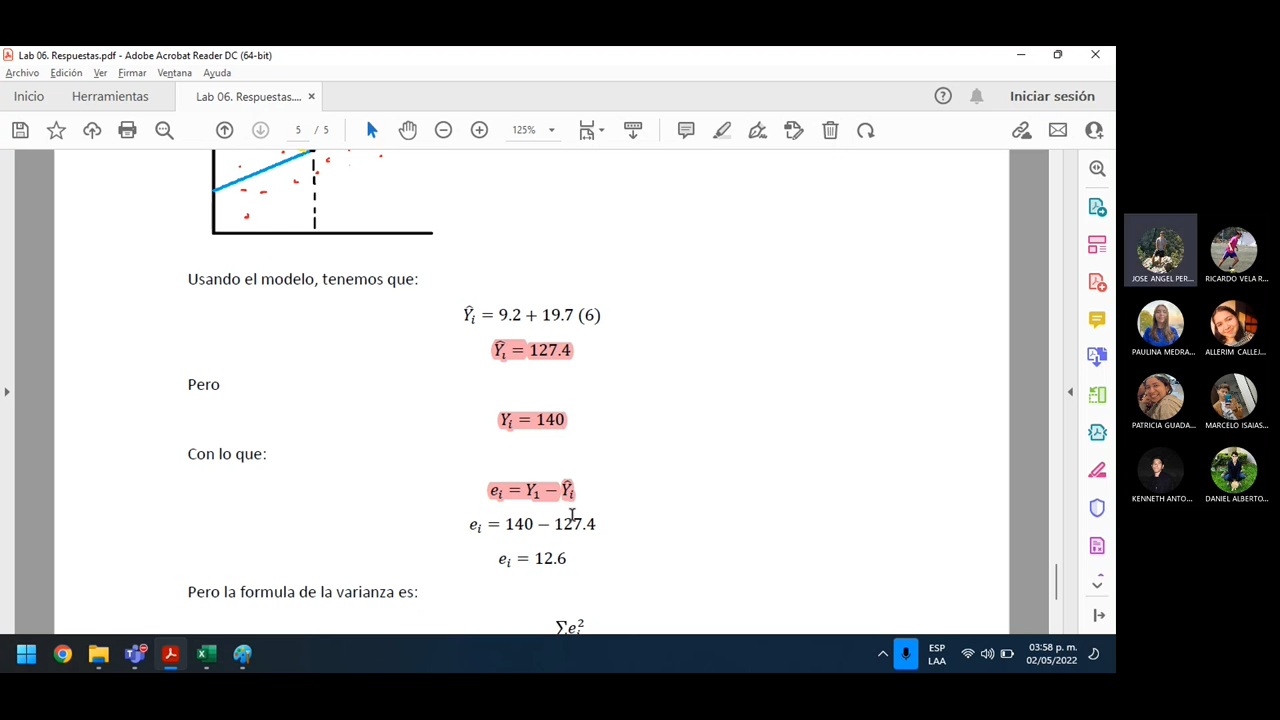 Lab 06. Respuestas.pdf - Adobe Acrobat Reader DC (64-bit)
Archivo Edición Ver Firmar Ventana Ayuda
Inicio Herramientas Lab 06. Respuestas.... × Iniciar sesión
5 / 5 125%
Usando el modelo, tenemos que:
Ŷᵢ = 9.2 + 19.7 (6)
Ŷᵢ = 127.4
Pero
Yᵢ = 140
Con lo que:
eᵢ = Y₁ − Ŷᵢ
eᵢ = 140 − 127.4
eᵢ = 12.6
Pero la formula de la varianza es:
∑eᵢ²
JOSE ANGEL PER... RICARDO VELA R...
PAULINA MEDRA... ALLERIM CALLEJ...
PATRICIA GUADA... MARCELO ISAIAS...
KENNETH ANTO... DANIEL ALBERTO...
ESP
LAA
03:58 p. m.
02/05/2022